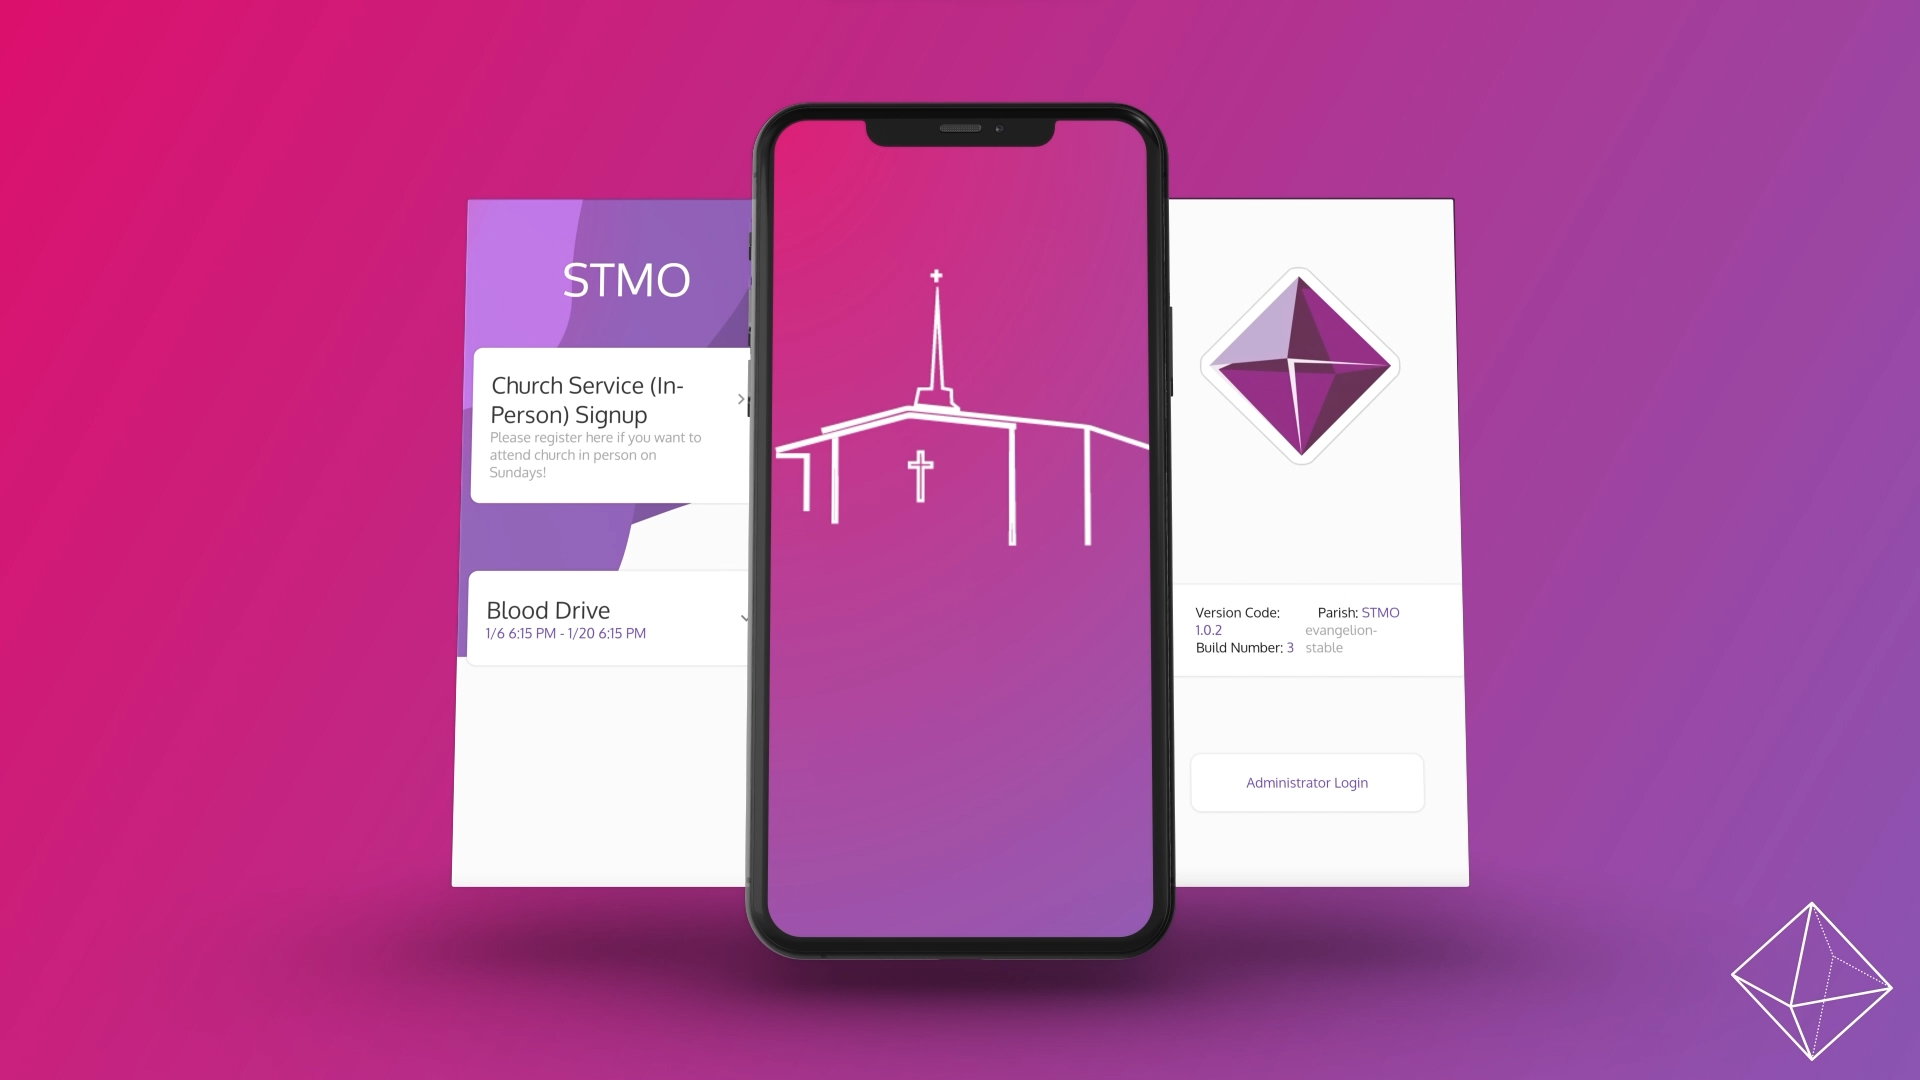 STMO
Church Service (In-
Person) Signup
Please register here if you want to
attend church in person on
Sundays!
Blood Drive
1/6 6:15 PM - 1/20 6:15 PM
Version Code:
1.0.2
Build Number: 3
Parish: STMO
evangelion-
stable
Administrator Login